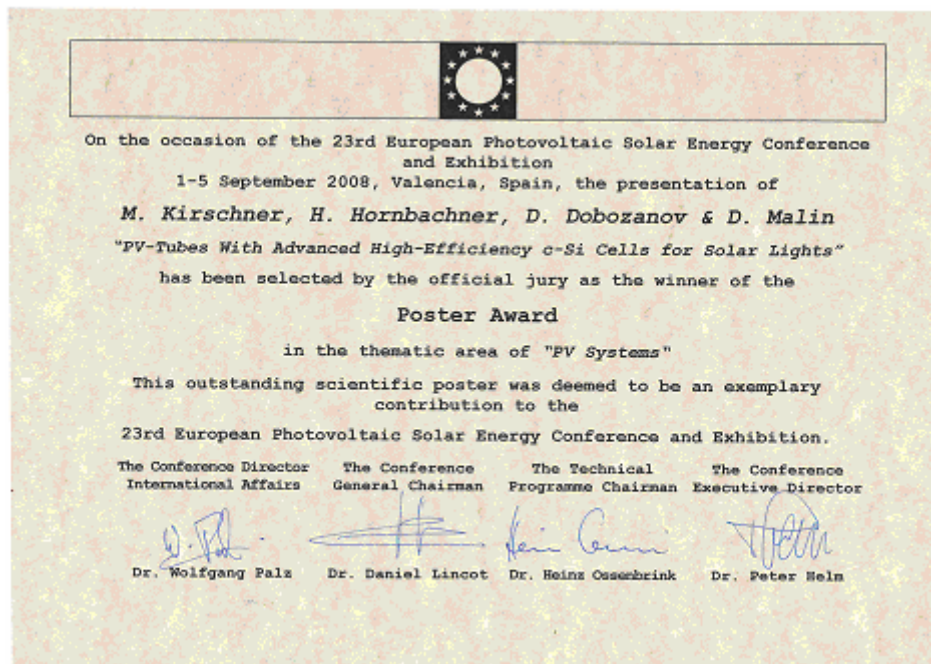 On the occasion of the 23rd European Photovoltaic Solar Energy Conference
and Exhibition
1-5 September 2008, Valencia, Spain, the presentation of
M. Kirschner, H. Hornbachner, D. Dobozanov & D. Malin
"PV-Tubes With Advanced High-Efficiency c-Si Cells for Solar Lights"
has been selected by the official jury as the winner of the
Poster Award
in the thematic area of "PV Systems"
This outstanding scientific poster was deemed to be an exemplary
contribution to the
23rd European Photovoltaic Solar Energy Conference and Exhibition.
The Conference Director The Conference The Technical The Conference
International Affairs General Chairman Programme Chairman Executive Director
Dr. Wolfgang Palz Dr. Daniel Lincot Dr. Heinz Ossenbrink Dr. Peter Helm